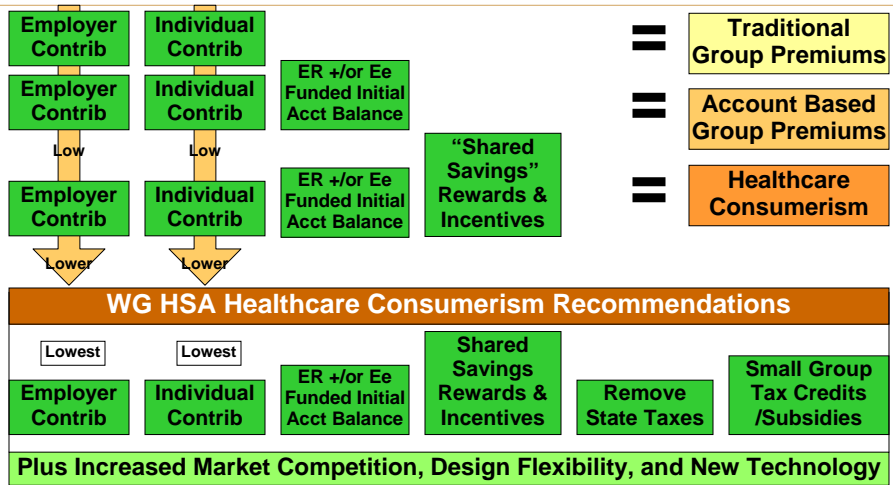 Employer
Contrib
Individual
Contrib
=
Traditional
Group Premiums
Employer
Contrib
Individual
Contrib
ER +/or Ee
Funded Initial
Acct Balance
=
Account Based
Group Premiums
Low
Low
Employer
Contrib
Individual
Contrib
ER +/or Ee
Funded Initial
Acct Balance
“Shared
Savings”
Rewards &
Incentives
=
Healthcare
Consumerism
Lower
Lower
WG HSA Healthcare Consumerism Recommendations
Lowest
Lowest
Employer
Contrib
Individual
Contrib
ER +/or Ee
Funded Initial
Acct Balance
Shared
Savings
Rewards &
Incentives
Remove
State Taxes
Small Group
Tax Credits
/Subsidies
Plus Increased Market Competition, Design Flexibility, and New Technology